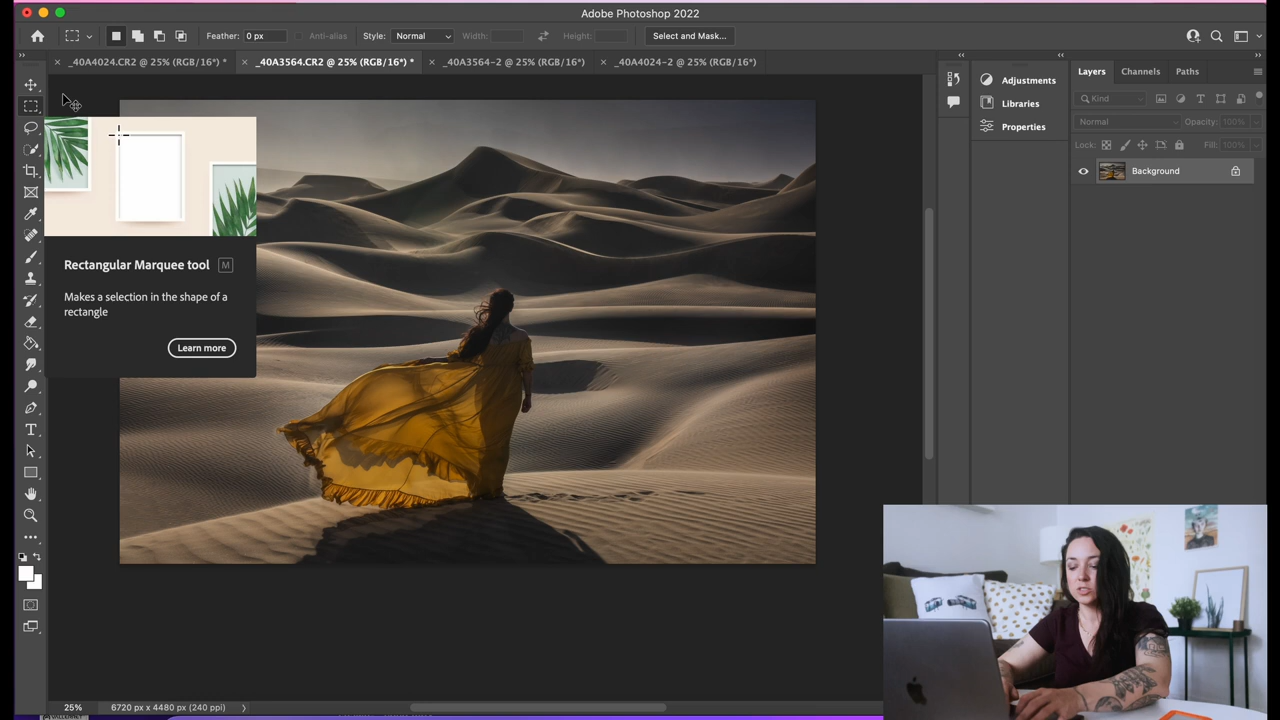 Adobe Photoshop 2022
Feather: 0 px Anti-alias Style: Normal Width: Height: Select and Mask...
_40A4024.CR2 @ 25% (RGB/16*) * _40A3564.CR2 @ 25% (RGB/16*) * _40A3564-2 @ 25% (RGB/16*) _40A4024-2 @ 25% (RGB/16*)
Adjustments
Libraries
Properties
Layers Channels Paths
Kind
Normal Opacity: 100%
Lock: Fill: 100%
Background
Rectangular Marquee tool M
Makes a selection in the shape of a
rectangle
Learn more
25% 6720 px x 4480 px (240 ppi)